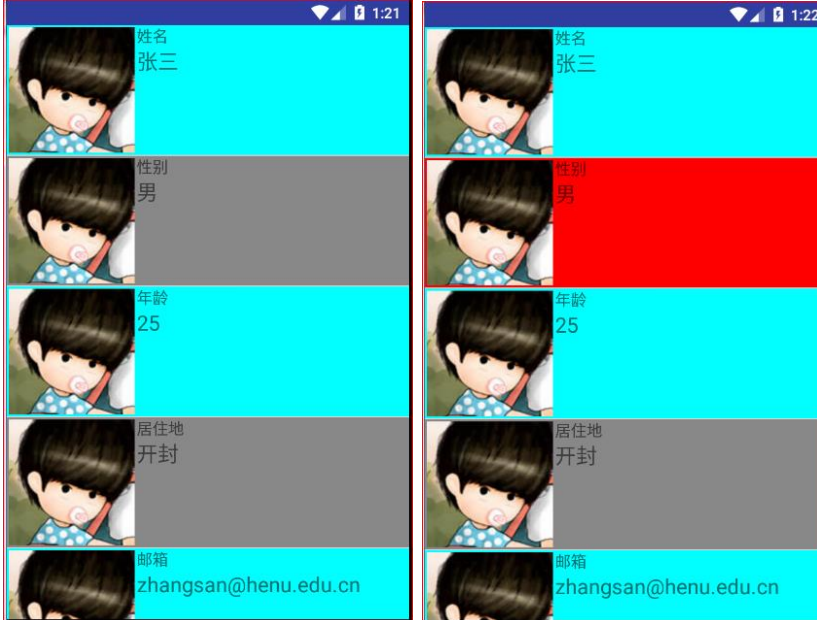 1:21
姓名
张三
性别
男
年龄
25
居住地
开封
邮箱
zhangsan@henu.edu.cn
1:22
姓名
张三
性别
男
年龄
25
居住地
开封
邮箱
zhangsan@henu.edu.cn